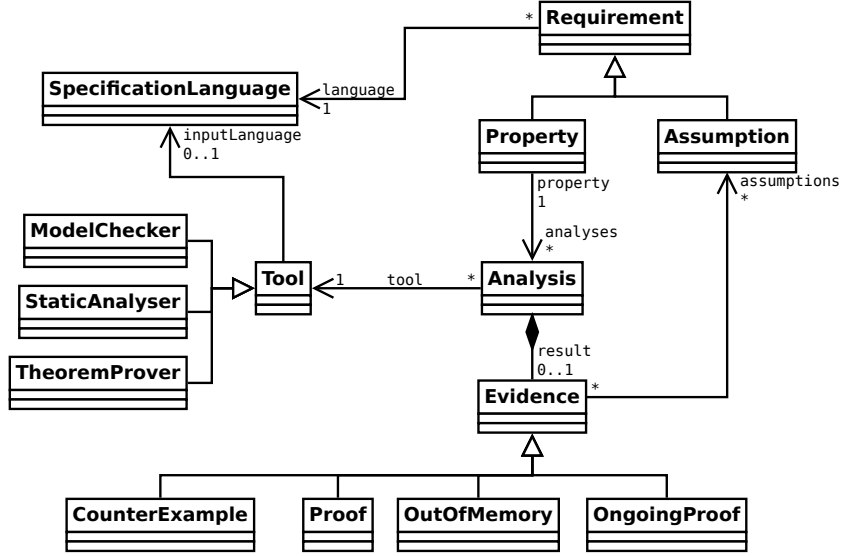 *
Requirement
SpecificationLanguage
language
1
inputLanguage
0..1
Property
Assumption
property
1
assumptions
*
analyses
*
ModelChecker
StaticAnalyser
TheoremProver
Tool
1
tool
*
Analysis
result
0..1
Evidence
*
CounterExample
Proof
OutOfMemory
OngoingProof